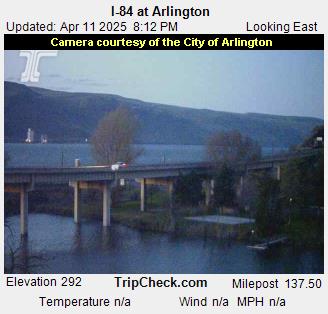 I-84 at Arlington
Updated: Apr 11 2025 8:12 PM Looking East
Camera courtesy of the City of Arlington
Elevation 292 TripCheck.com Milepost 137.50
Temperature n/a Wind n/a MPH n/a